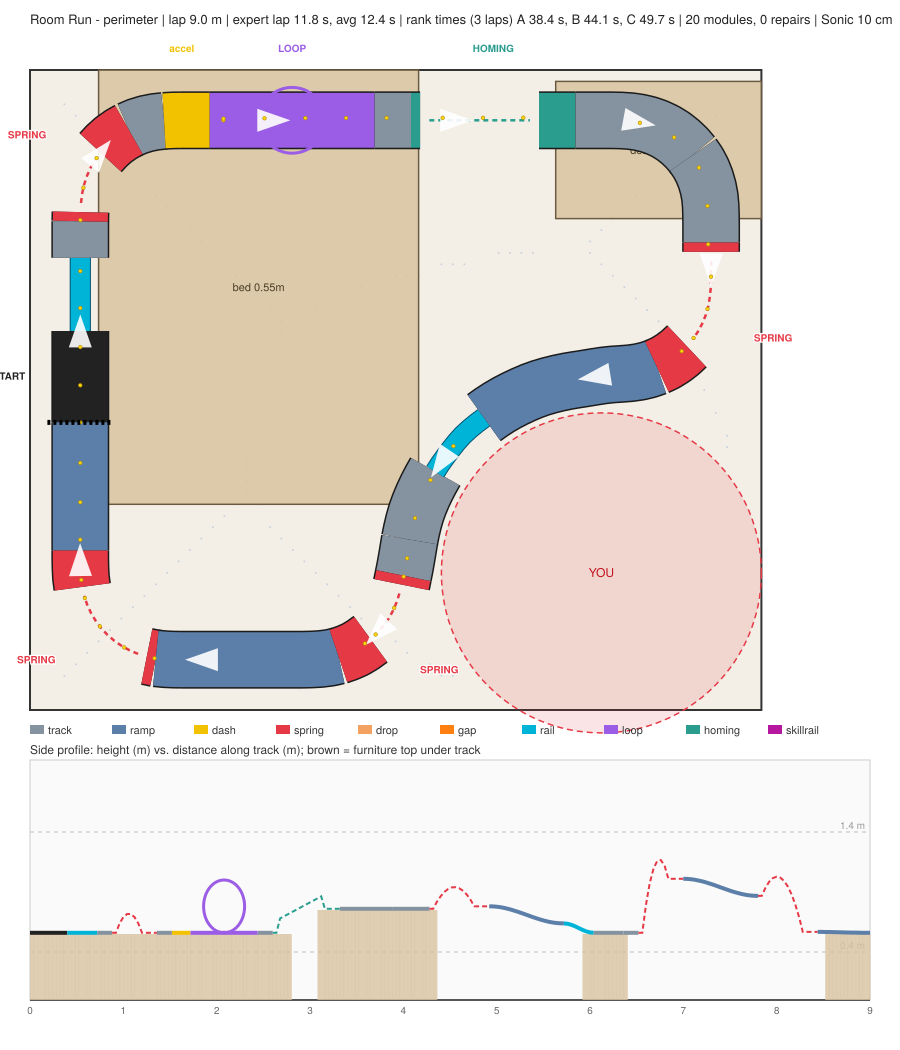 Room Run - perimeter | lap 9.0 m | expert lap 11.8 s, avg 12.4 s | rank times (3 laps) A 38.4 s, B 44.1 s, C 49.7 s | 20 modules, 0 repairs | Sonic 10 cm
accel
LOOP
HOMING
SPRING
bed 0.55m
SPRING
TART
YOU
SPRING
SPRING
track
ramp
dash
spring
drop
gap
rail
loop
homing
skillrail
Side profile: height (m) vs. distance along track (m); brown = furniture top under track
1.4 m
0.4 m
0 1 2 3 4 5 6 7 8 9